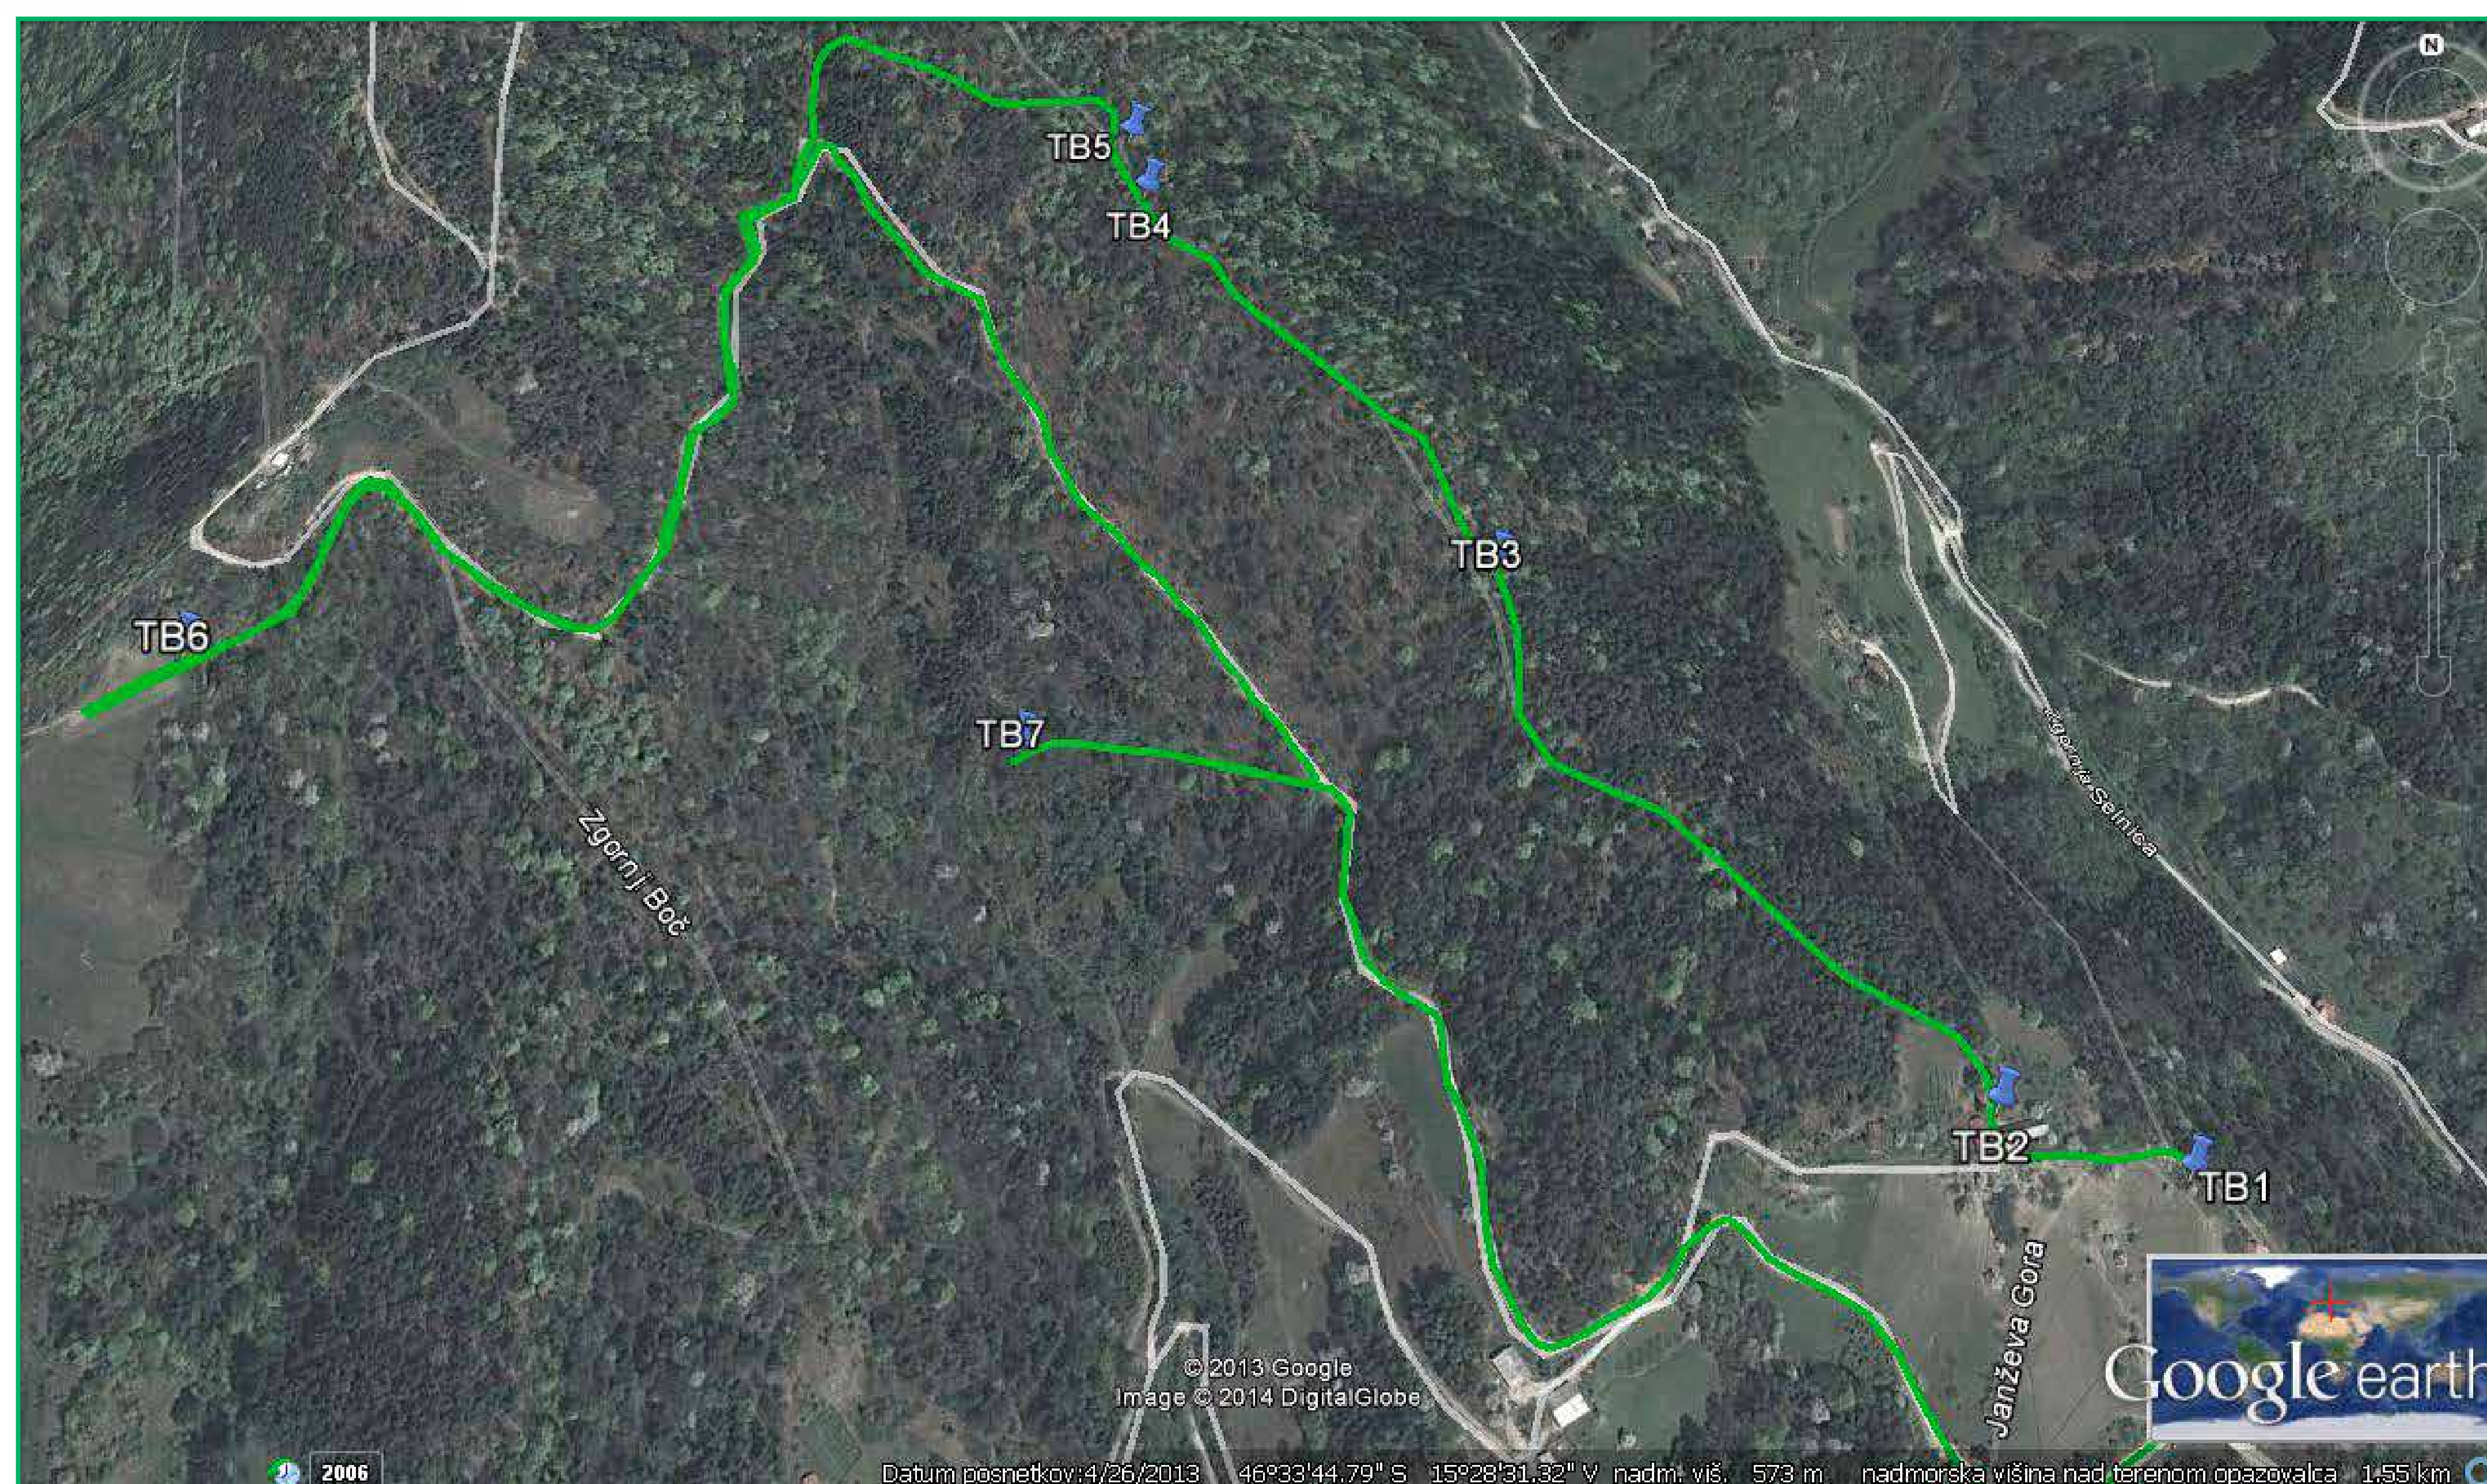 N
TB5
TB4
TB3
TB6
TB7
Zgornja Selnica
Zgornji Boč
TB2
TB1
Janževa Gora
© 2013 Google
Image © 2014 DigitalGlobe
Google earth
2006
Datum posnetkov:4/26/2013 46°33'44.79" S 15°28'31.32" V nadm. viš. 573 m nadmorska višina nad terenom opazovalca 1.55 km